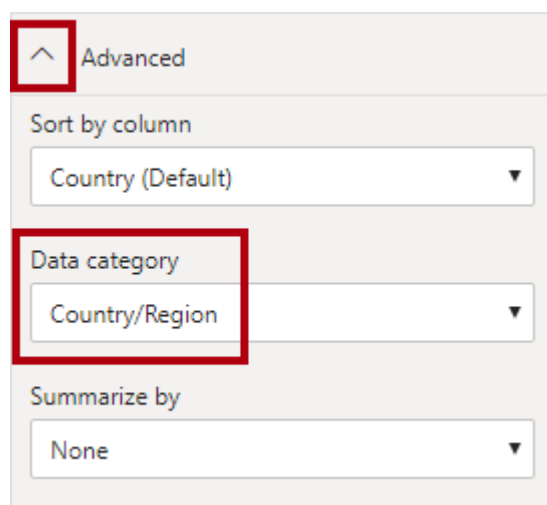 Advanced
Sort by column
Country (Default)
Data category
Country/Region
Summarize by
None